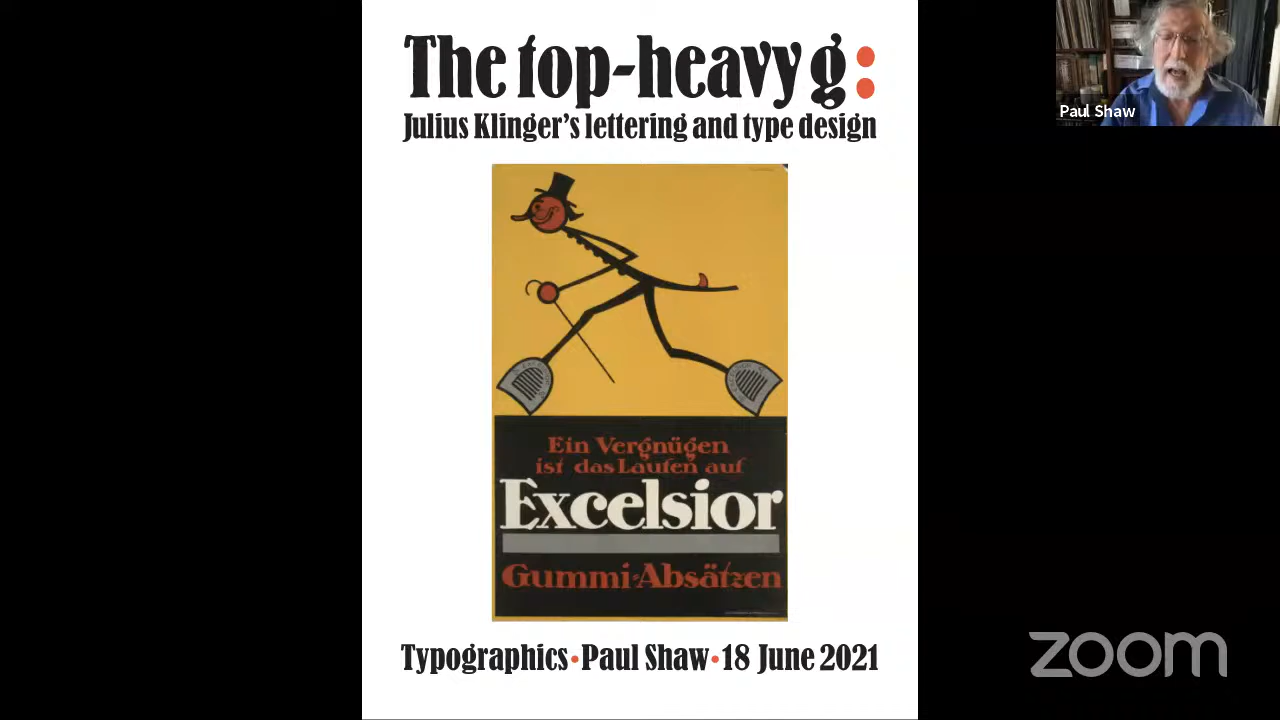 The top-heavy g:
Julius Klinger's lettering and type design
Paul Shaw
Ein Vergnügen
ist das Laufen auf
Excelsior
Gummi-Absätzen
Typographics • Paul Shaw • 18 June 2021
zoom